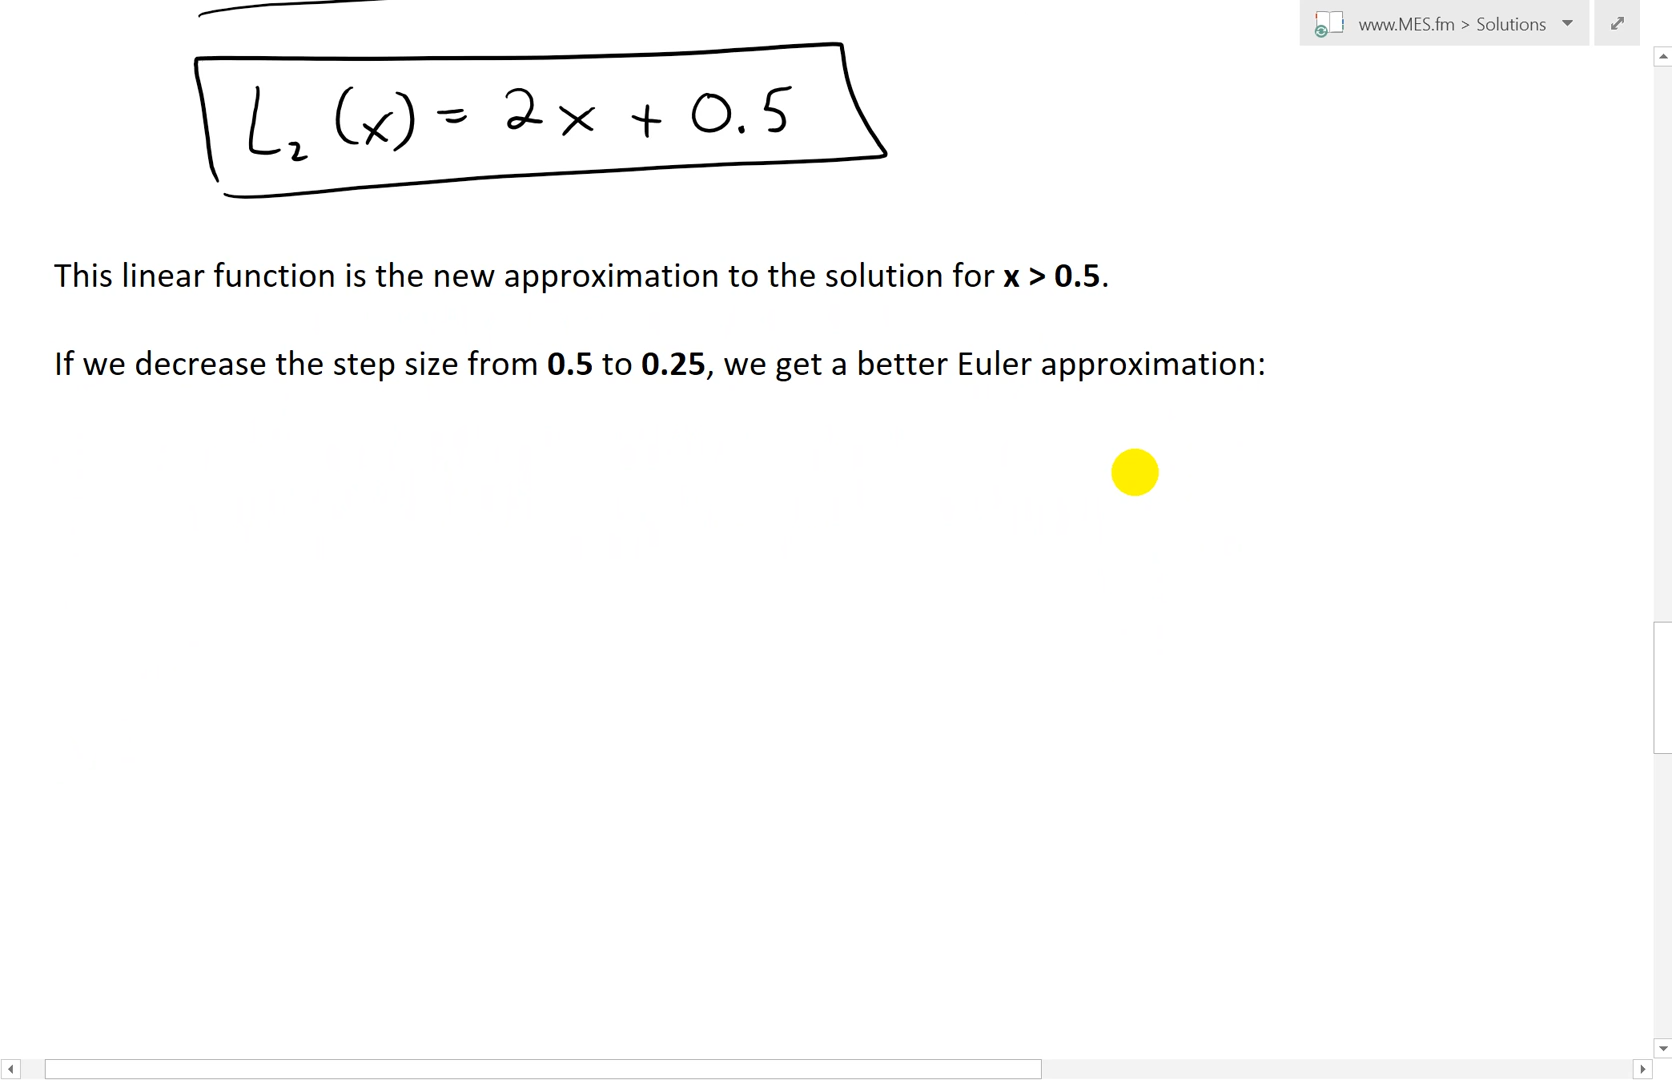 www.MES.fm > Solutions
L₂ (x) = 2x + 0.5
This linear function is the new approximation to the solution for x > 0.5.
If we decrease the step size from 0.5 to 0.25, we get a better Euler approximation: